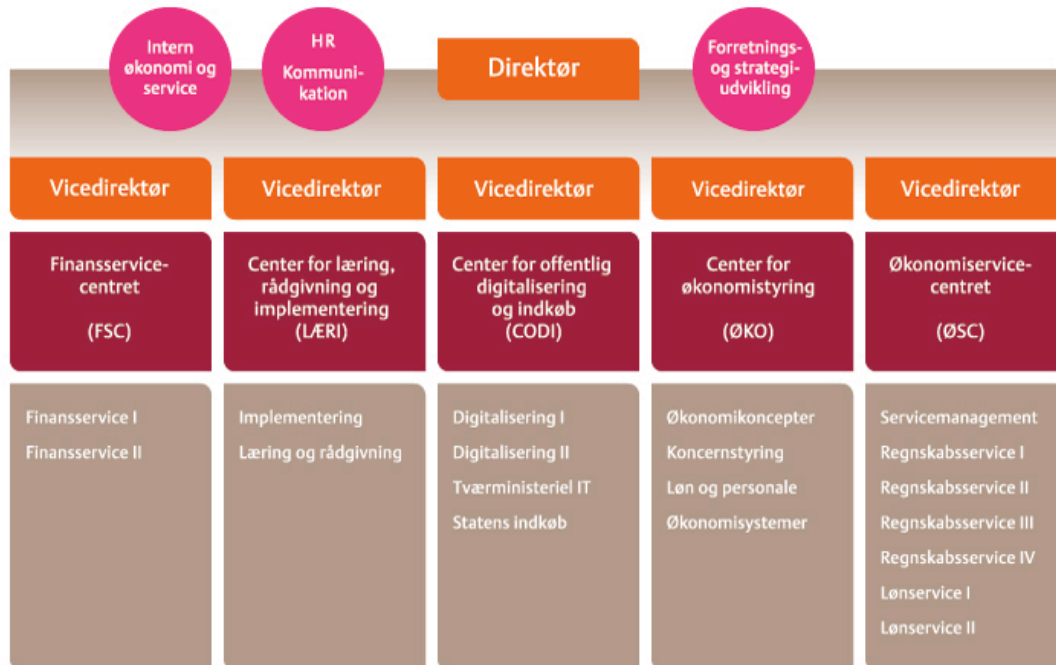 Intern
økonomi og
service
HR
Kommuni-
kation
Direktør
Forretnings-
og strategi-
udvikling
Vicedirektør
Vicedirektør
Vicedirektør
Vicedirektør
Vicedirektør
Finansservice-
centret
(FSC)
Center for læring,
rådgivning og
implementering
(LÆRI)
Center for offentlig
digitalisering
og indkøb
(CODI)
Center for
økonomistyring
(ØKO)
Økonomiservice-
centret
(ØSC)
Finansservice I
Finansservice II
Implementering
Læring og rådgivning
Digitalisering I
Digitalisering II
Tværministeriel IT
Statens indkøb
Økonomikoncepter
Koncernstyring
Løn og personale
Økonomisystemer
Servicemanagement
Regnskabsservice I
Regnskabsservice II
Regnskabsservice III
Regnskabsservice IV
Lønservice I
Lønservice II